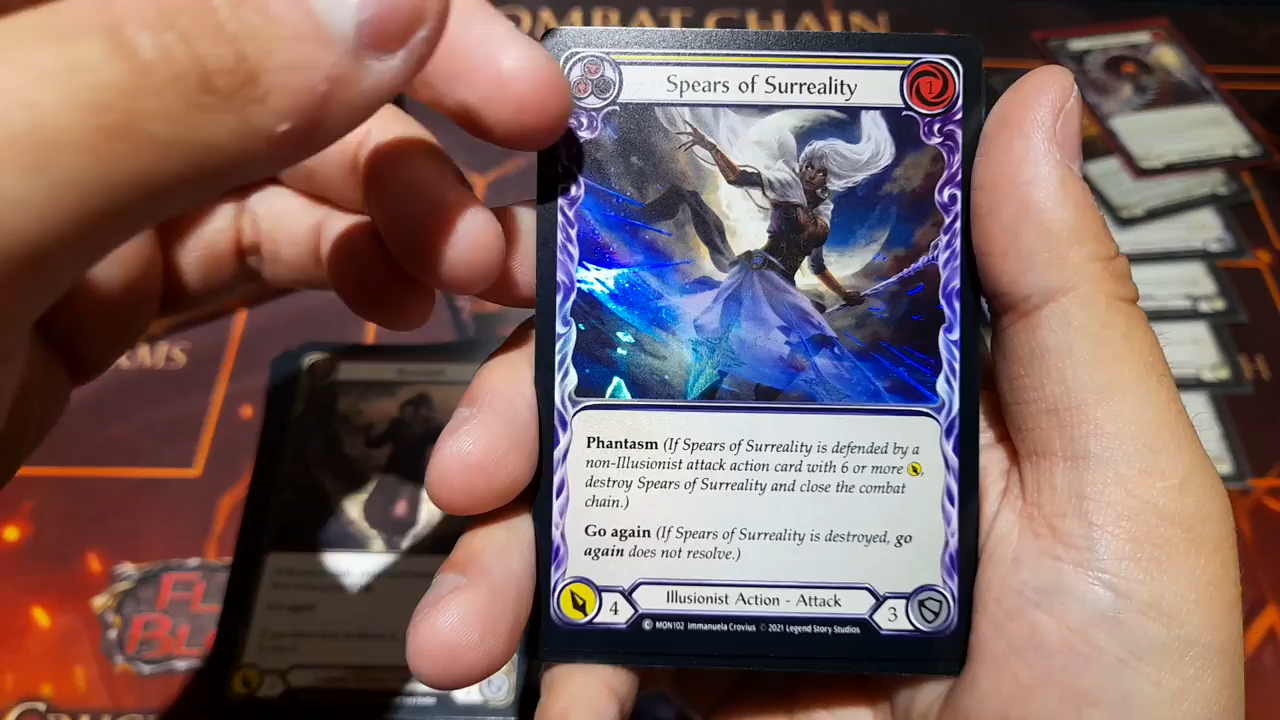 COMBAT CHAIN
Spears of Surreality
1
Phantasm (If Spears of Surreality is defended by a
non-Illusionist attack action card with 6 or more ,
destroy Spears of Surreality and close the combat
chain.)
Go again (If Spears of Surreality is destroyed, go
again does not resolve.)
4
Illusionist Action - Attack
3
C MON102 Immanuela Crovius © 2021 Legend Story Studios